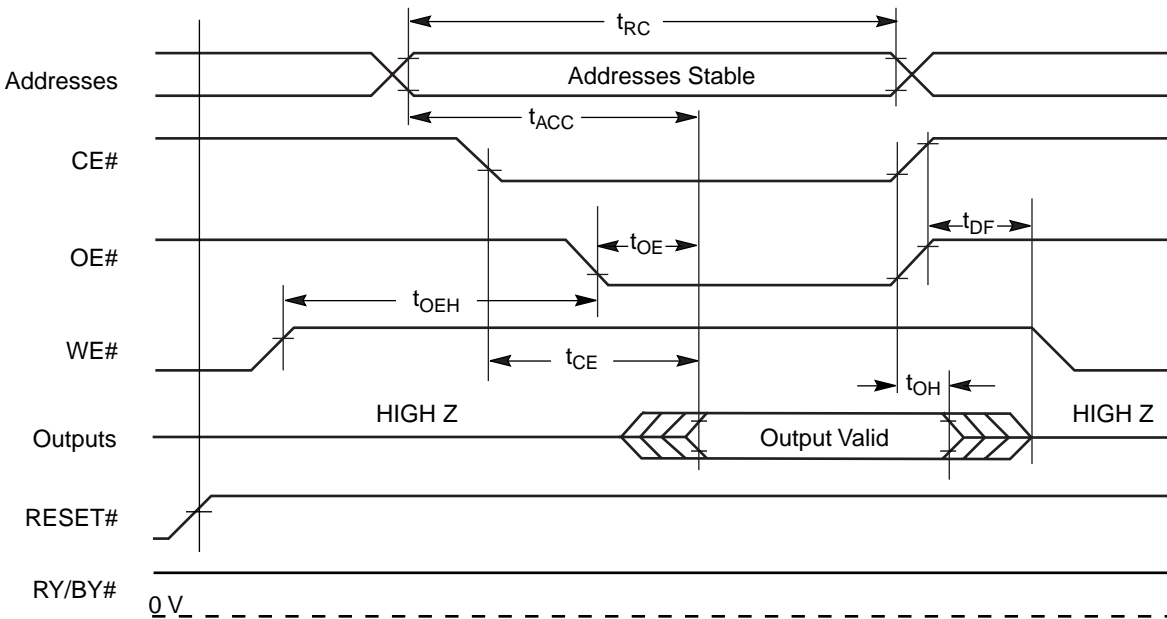 tRC
Addresses
Addresses Stable
tACC
CE#
tDF
OE#
tOE
tOEH
WE#
tCE
tOH
HIGH Z
HIGH Z
Outputs
Output Valid
RESET#
RY/BY#
0 V